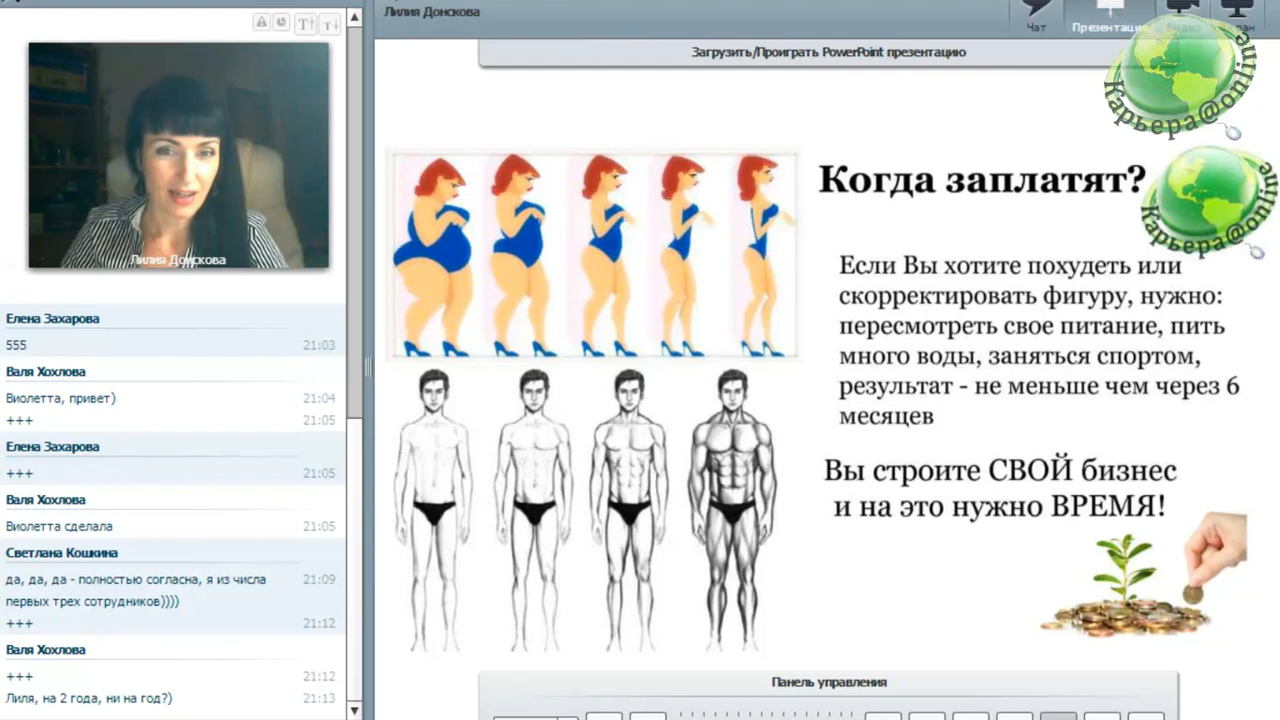 Лилия Донскова
Елена Захарова
555 21:03
Валя Хохлова
Виолетта, привет) 21:04
+++ 21:05
Елена Захарова
+++ 21:05
Валя Хохлова
Виолетта сделала 21:05
Светлана Кошкина
да, да, да - полностью согласна, я из числа 21:09
первых трех сотрудников))))
+++ 21:12
Валя Хохлова
+++ 21:12
Лиля, на 2 года, ни на год?) 21:13
Лилия Донскова
Чат
Презентация
Загрузить/Проиграть PowerPoint презентацию
Карьера@online
Когда заплатят?
Карьера@online
Если Вы хотите похудеть или
скорректировать фигуру, нужно:
пересмотреть свое питание, пить
много воды, заняться спортом,
результат - не меньше чем через 6
месяцев
Вы строите СВОЙ бизнес
и на это нужно ВРЕМЯ!
Панель управления